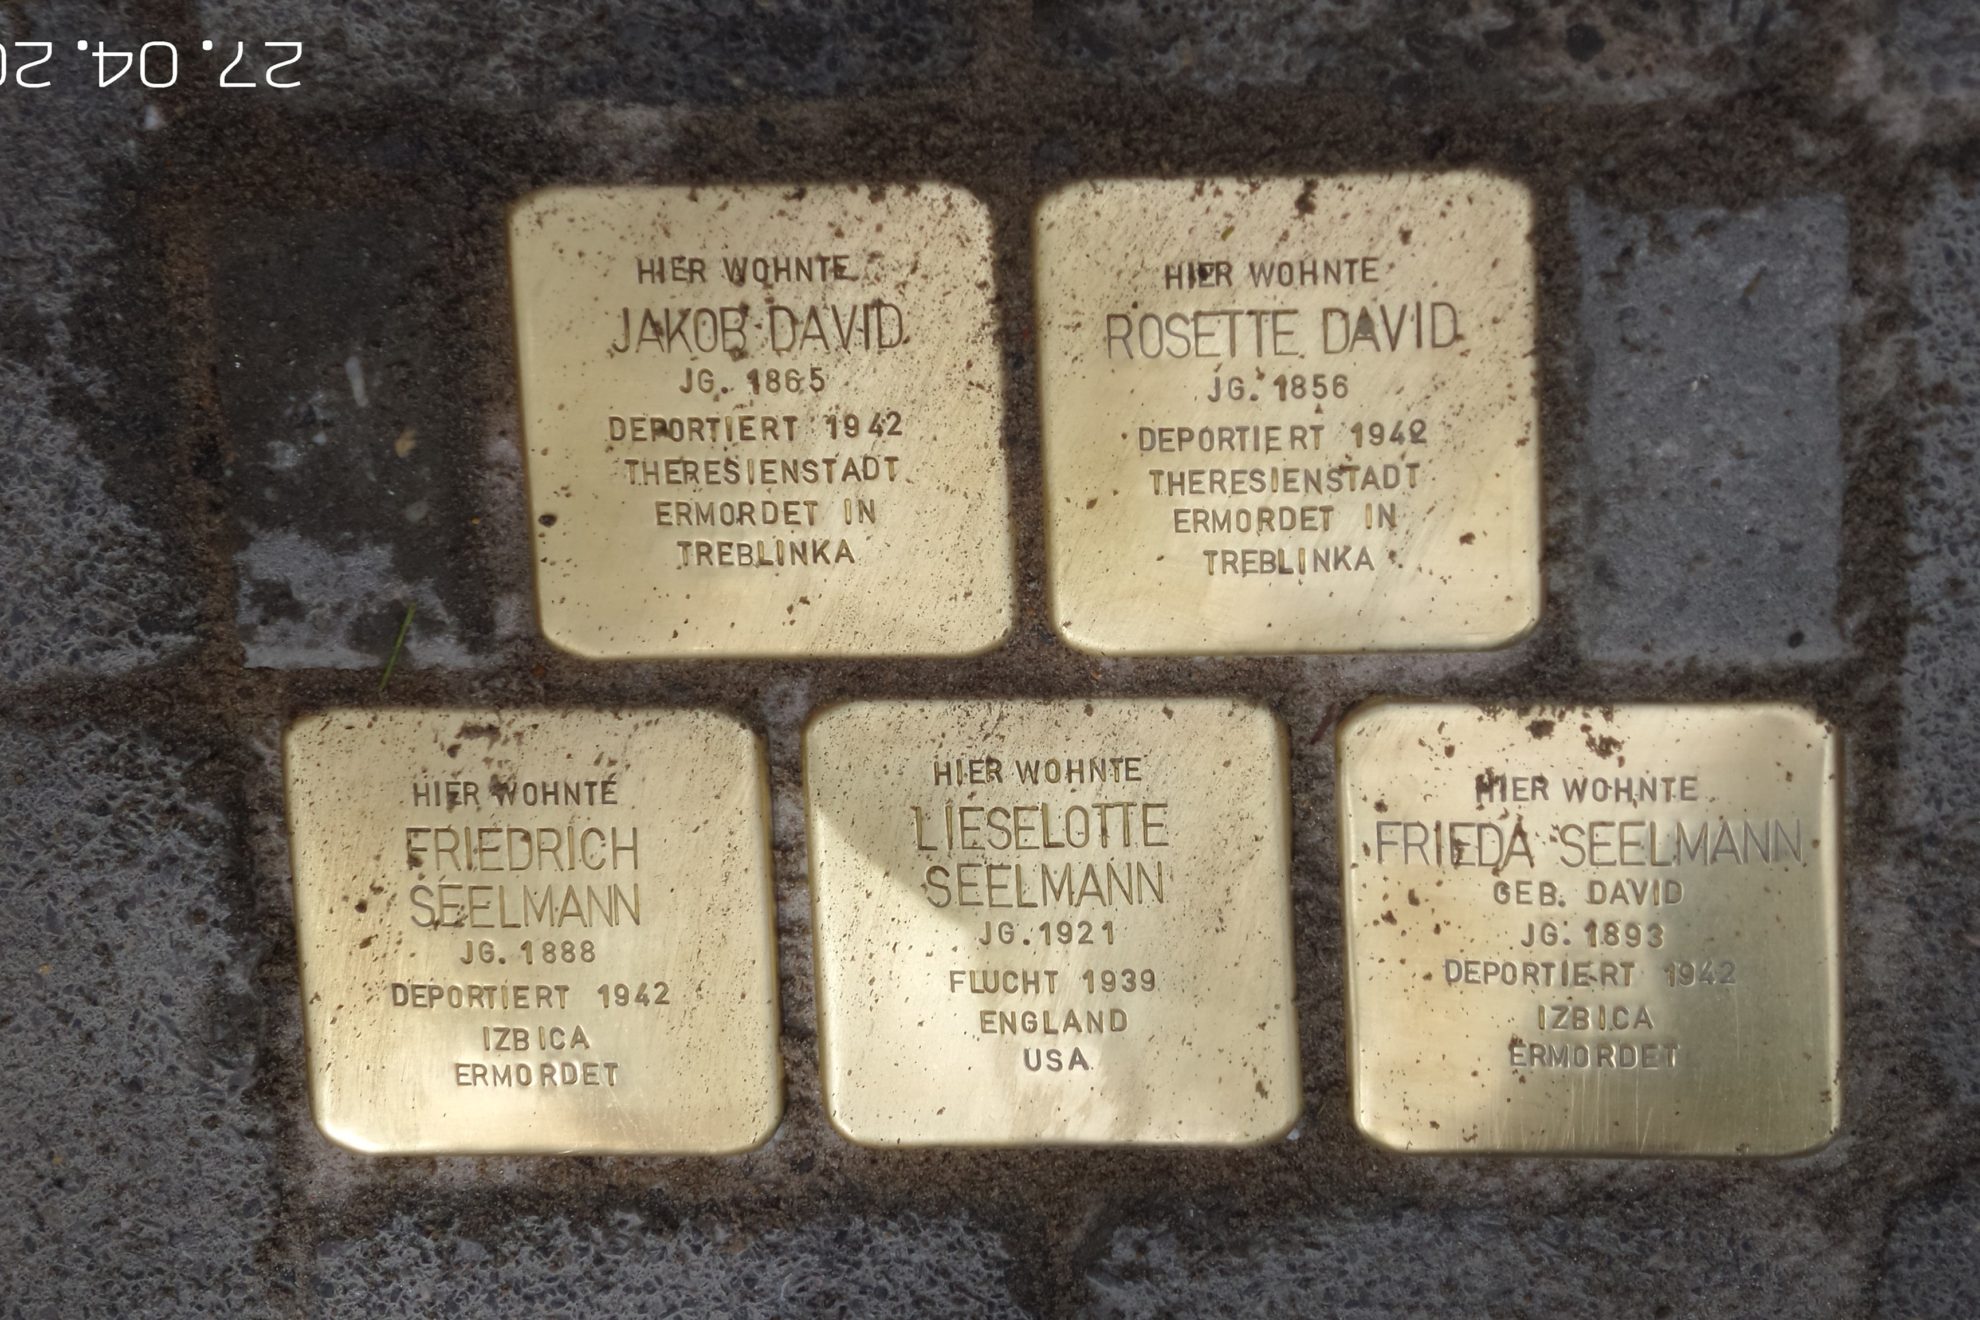 27.04.20
HIER WOHNTE
JAKOB DAVID
JG. 1865
DEPORTIERT 1942
THERESIENSTADT
ERMORDET IN
TREBLINKA
HIER WOHNTE
ROSETTE DAVID
JG. 1856
DEPORTIERT 1942
THERESIENSTADT
ERMORDET IN
TREBLINKA
HIER WOHNTE
FRIEDRICH
SEELMANN
JG. 1888
DEPORTIERT 1942
IZBICA
ERMORDET
HIER WOHNTE
LIESELOTTE
SEELMANN
JG. 1921
FLUCHT 1939
ENGLAND
USA
HIER WOHNTE
FRIEDA SEELMANN
GEB. DAVID
JG. 1893
DEPORTIERT 1942
IZBICA
ERMORDET